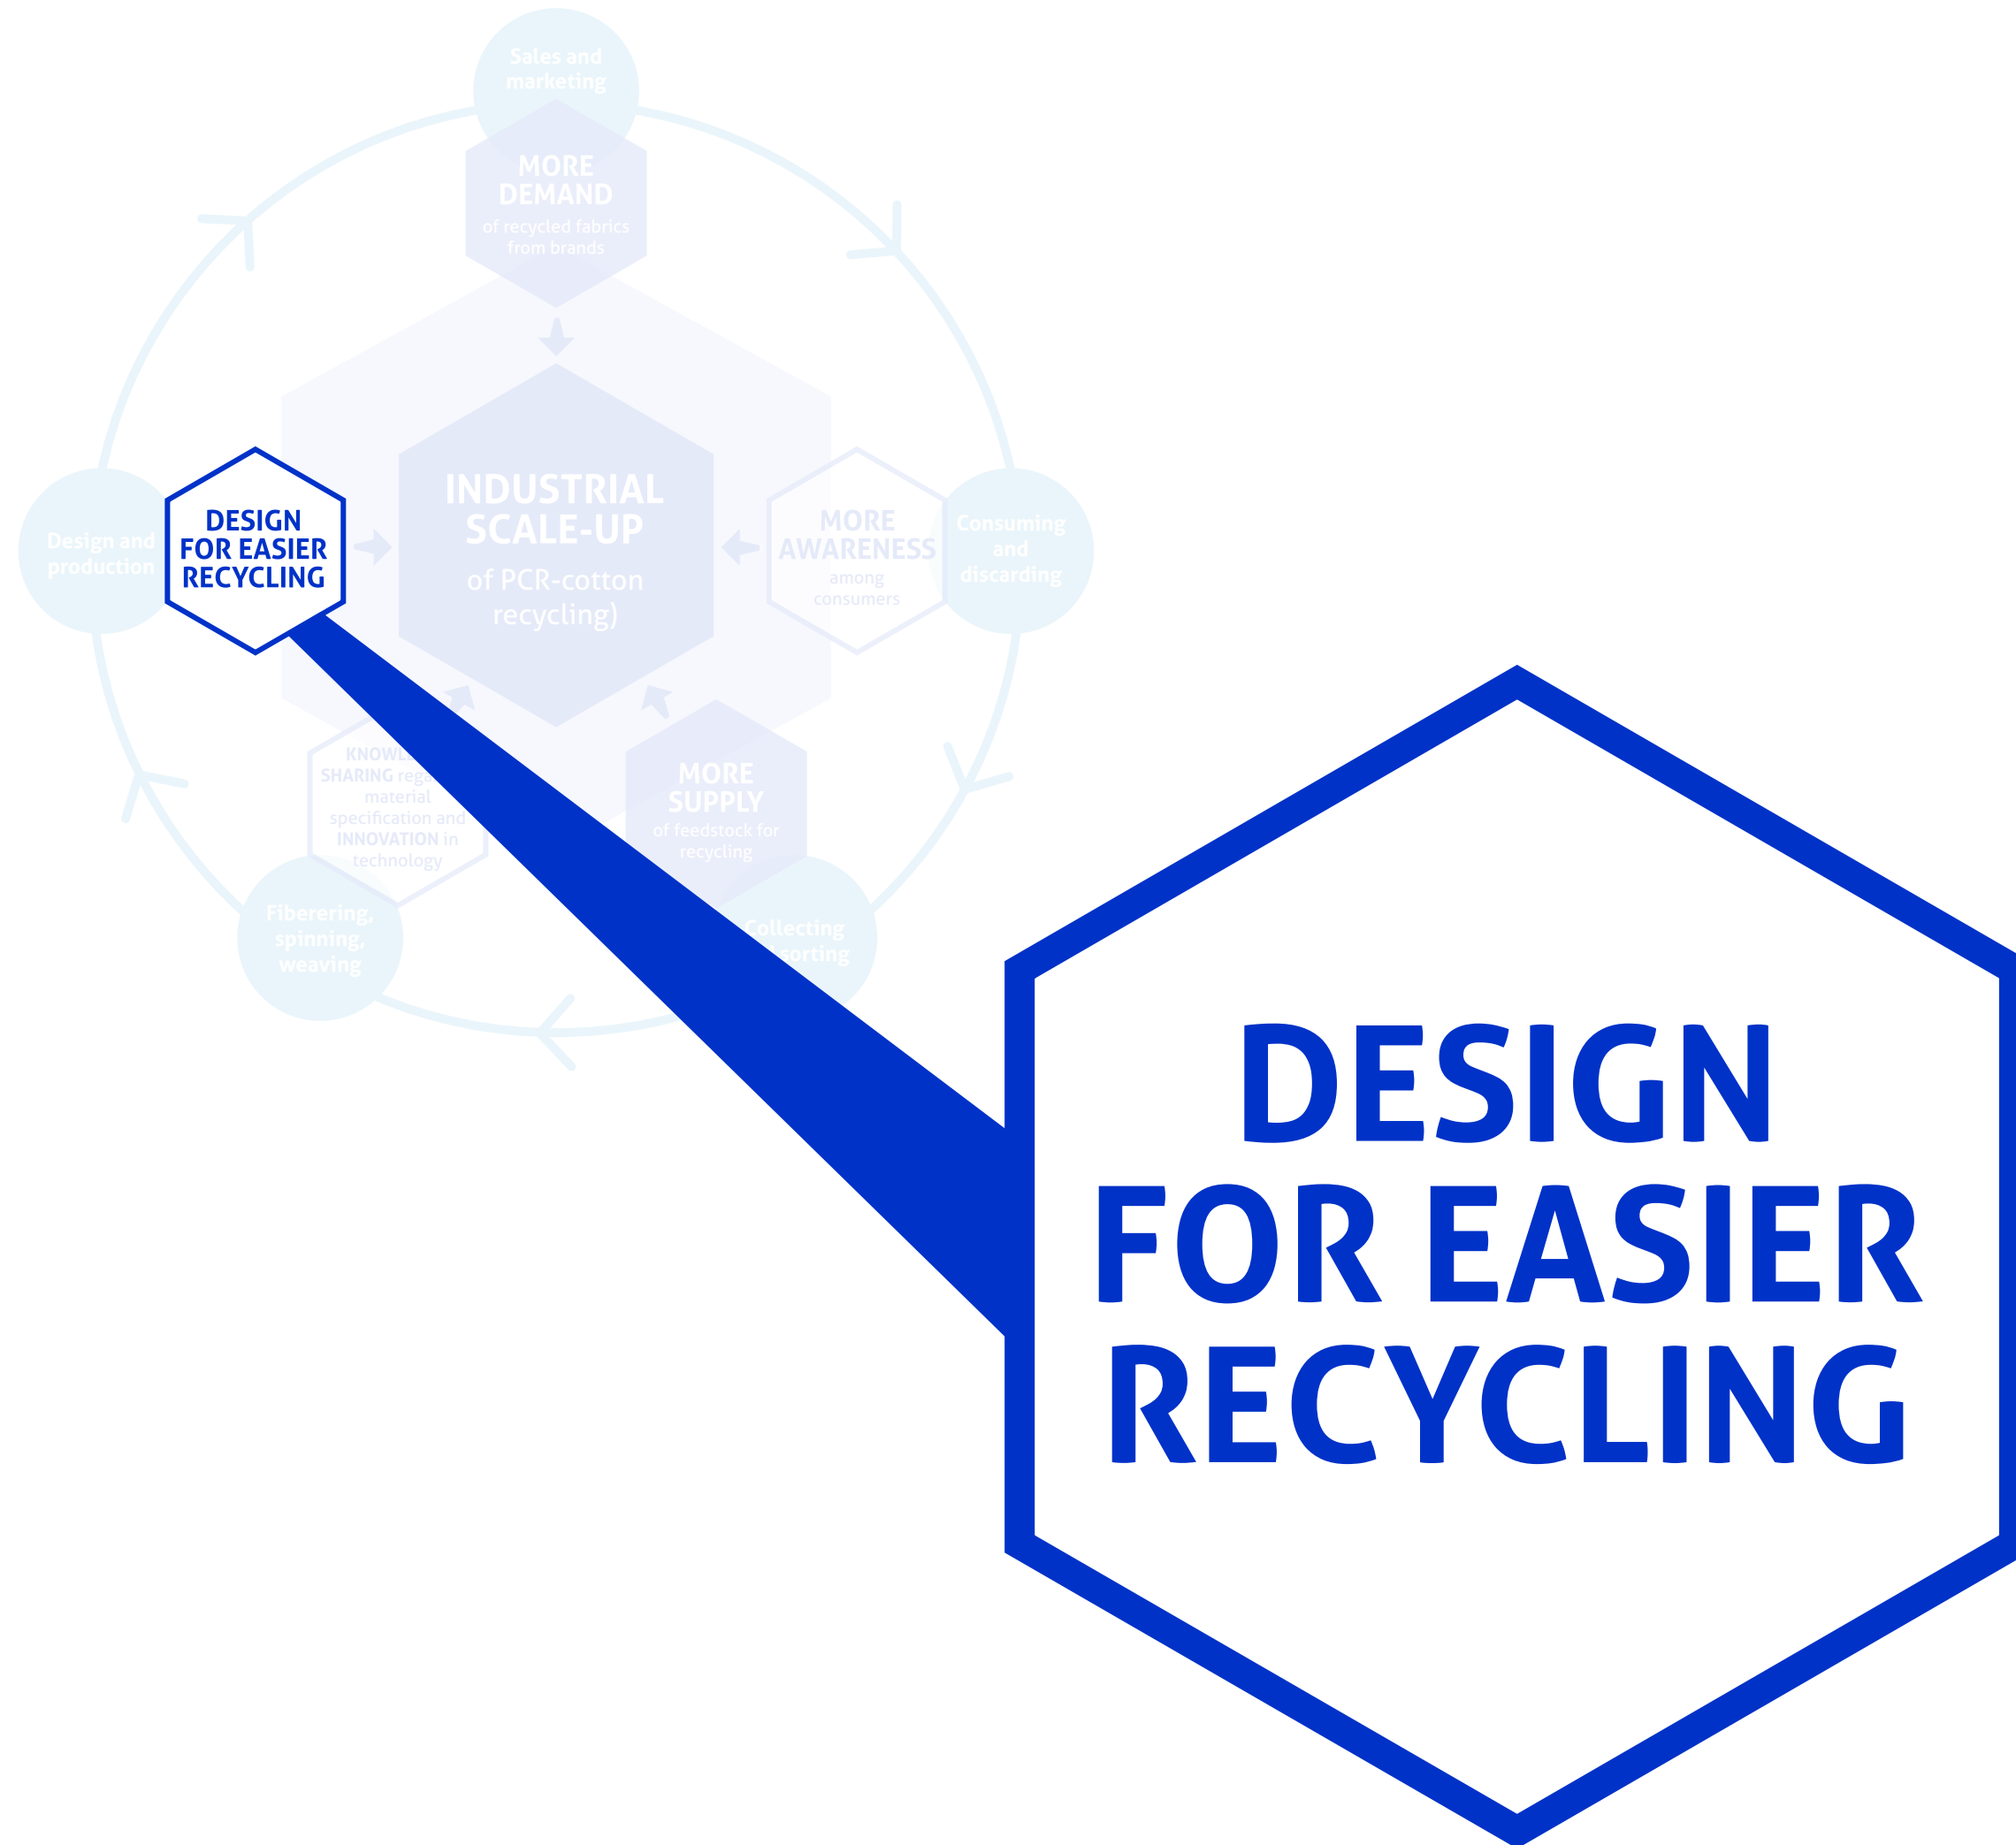 Sales and
marketing
MORE
DEMAND
of recycled fabrics
from brands
Design and
production
DESIGN
FOR EASIER
RECYCLING
INDUSTRIAL
SCALE-UP
of PCR-cotton
recycling)
MORE
AWARENESS
among
consumers
Consuming
and
discarding
SHARING
material
specification and
INNOVATION in
technology
MORE
SUPPLY
of feedstock for
recycling
Fiberering,
spinning,
weaving
Collecting
sorting
DESIGN
FOR EASIER
RECYCLING